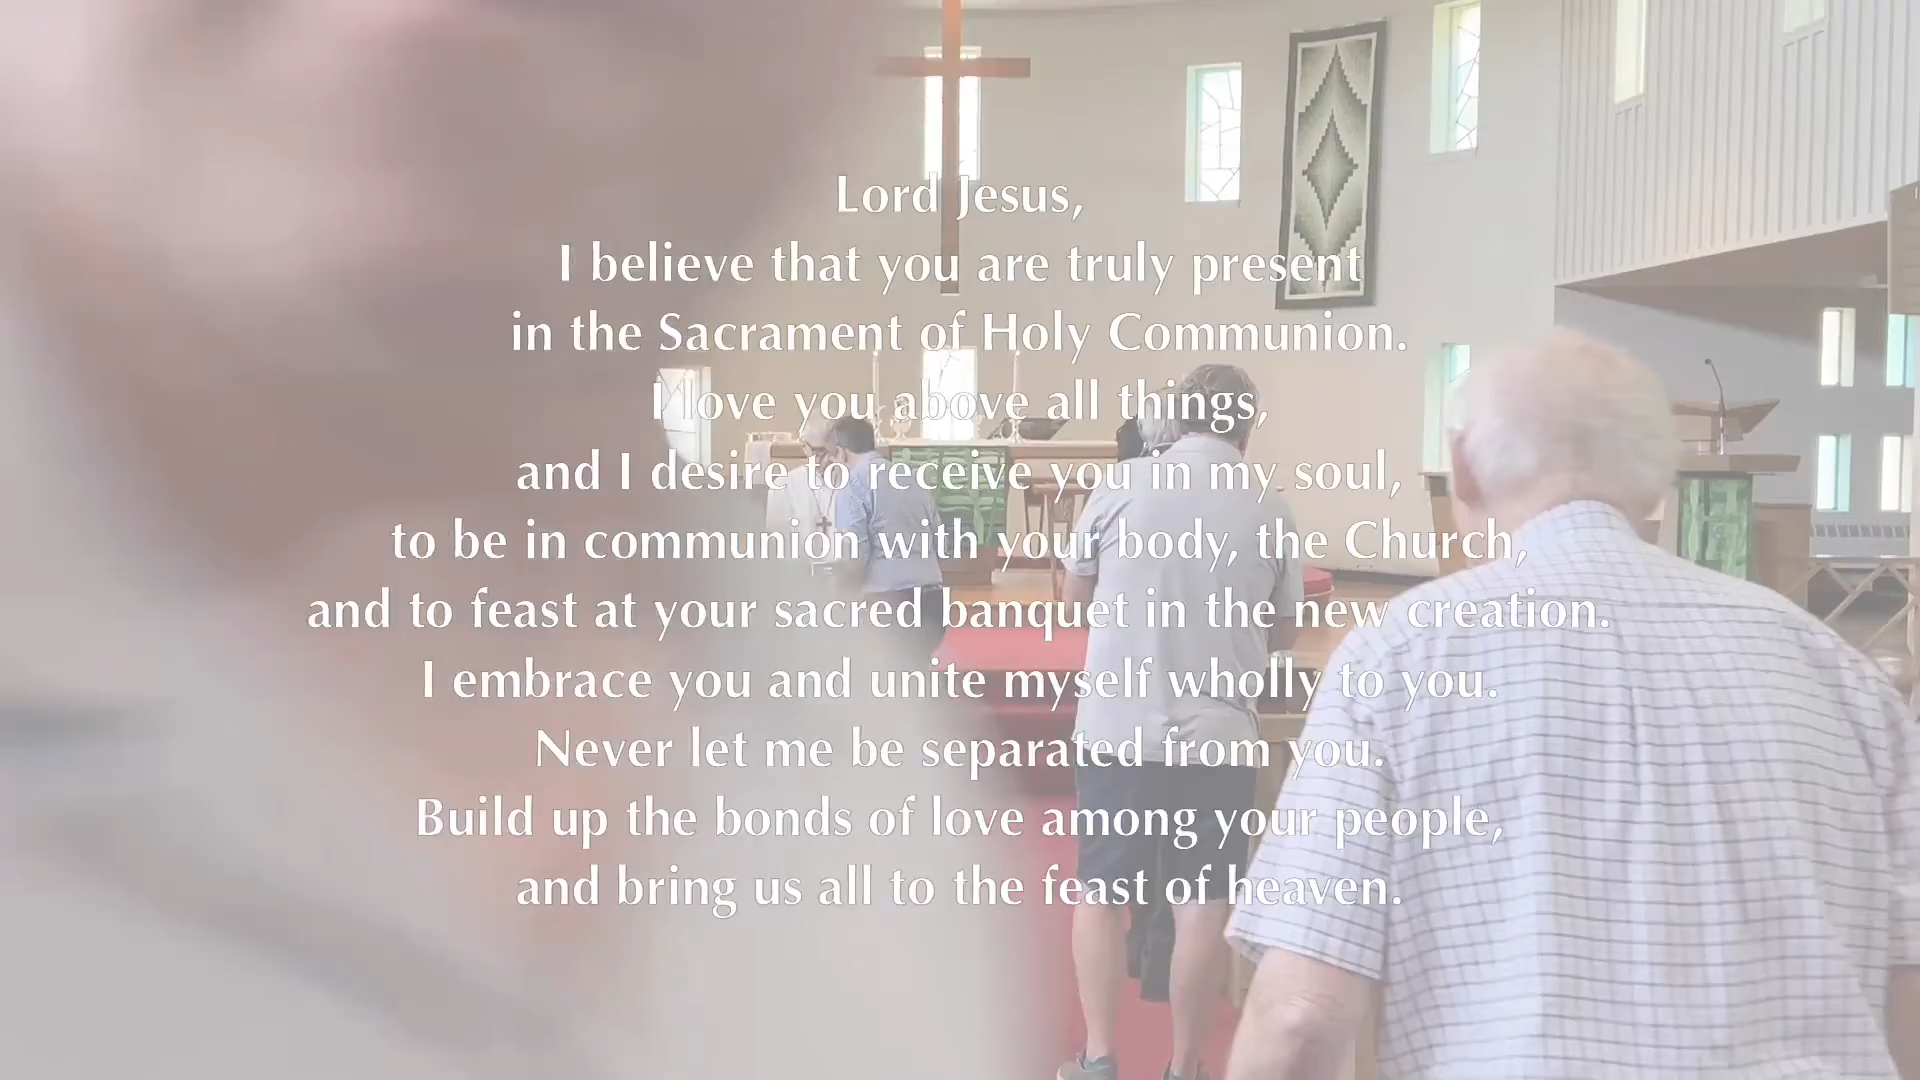 Lord Jesus,
I believe that you are truly present
in the Sacrament of Holy Communion.
I love you above all things,
and I desire to receive you in my soul,
to be in communion with your body, the Church,
and to feast at your sacred banquet in the new creation.
I embrace you and unite myself wholly to you.
Never let me be separated from you.
Build up the bonds of love among your people,
and bring us all to the feast of heaven.